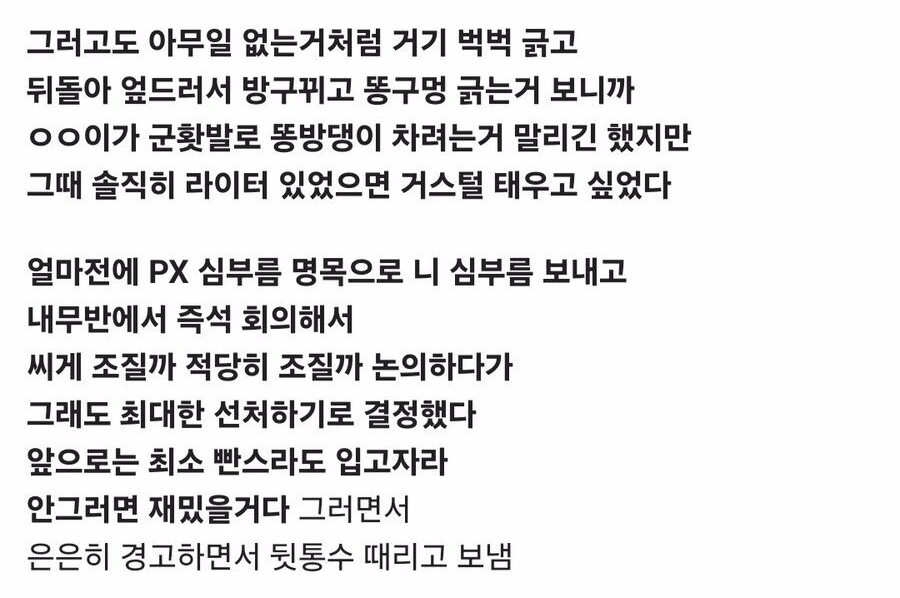 그러고도 아무일 없는거처럼 거기 벅벅 긁고
뒤돌아 엎드러서 방구뀌고 똥구멍 긁는거 보니까
ㅇㅇ이가 군홧발로 똥방댕이 차려는거 말리긴 했지만
그때 솔직히 라이터 있었으면 거스털 태우고 싶었다
얼마전에 PX 심부름 명목으로 니 심부름 보내고
내무반에서 즉석 회의해서
씨게 조질까 적당히 조질까 논의하다가
그래도 최대한 선처하기로 결정했다
앞으로는 최소 빤스라도 입고자라
안그러면 재밌을거다 그러면서
은은히 경고하면서 뒷통수 때리고 보냄